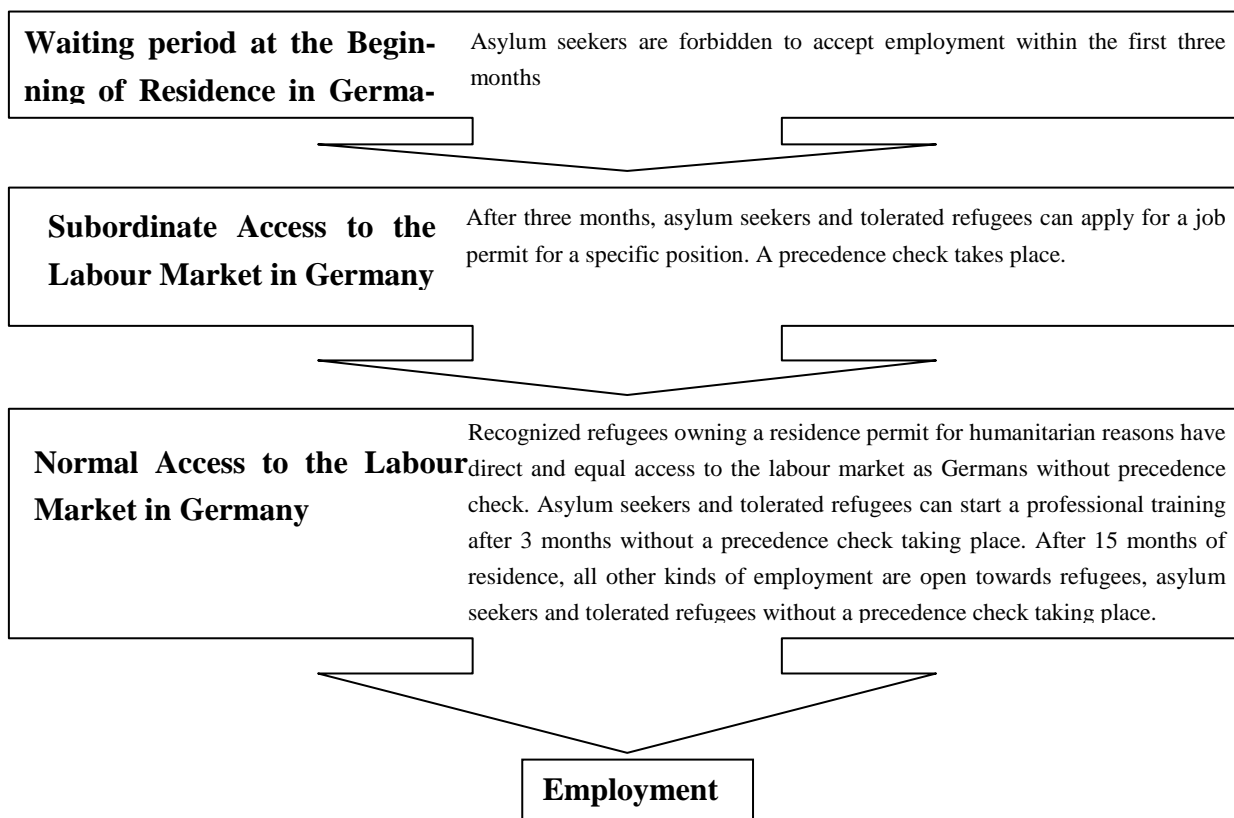 Waiting period at the Begin-
ning of Residence in Germa-
Asylum seekers are forbidden to accept employment within the first three
months
Subordinate Access to the
Labour Market in Germany
After three months, asylum seekers and tolerated refugees can apply for a job
permit for a specific position. A precedence check takes place.
Normal Access to the Labour
Market in Germany
Recognized refugees owning a residence permit for humanitarian reasons have
direct and equal access to the labour market as Germans without precedence
check. Asylum seekers and tolerated refugees can start a professional training
after 3 months without a precedence check taking place. After 15 months of
residence, all other kinds of employment are open towards refugees, asylum
seekers and tolerated refugees without a precedence check taking place.
Employment